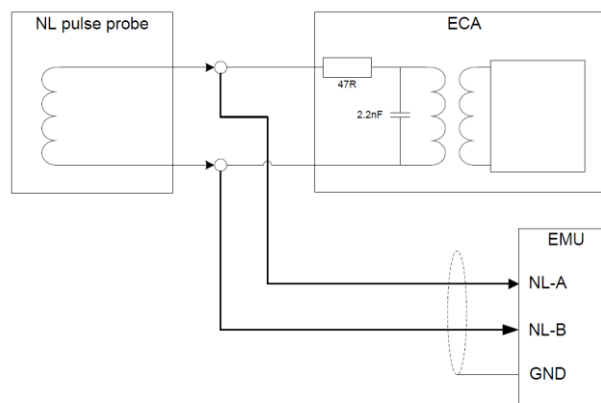 NL pulse probe
ECA
47R
2.2nF
EMU
NL-A
NL-B
GND